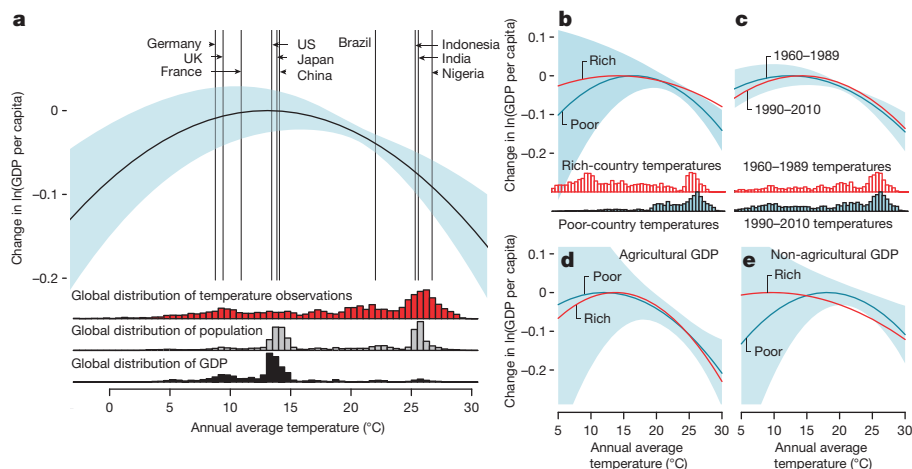 a
Germany
US
Brazil
Indonesia
UK
Japan
India
France
China
Nigeria
Change in ln(GDP per capita)
0
−0.1
−0.2
Global distribution of temperature observations
Global distribution of population
Global distribution of GDP
0 5 10 15 20 25 30
Annual average temperature (°C)
b
Change in ln(GDP per capita)
0.1
0
−0.1
−0.2
Rich
Poor
Rich-country temperatures
Poor-country temperatures
c
1960–1989
1990–2010
1960–1989 temperatures
1990–2010 temperatures
d
Agricultural GDP
Change in ln(GDP per capita)
0.1
0
−0.1
−0.2
Poor
Rich
5 10 15 20 25 30
Annual average
temperature (°C)
e
Non-agricultural GDP
Rich
Poor
5 10 15 20 25 30
Annual average
temperature (°C)